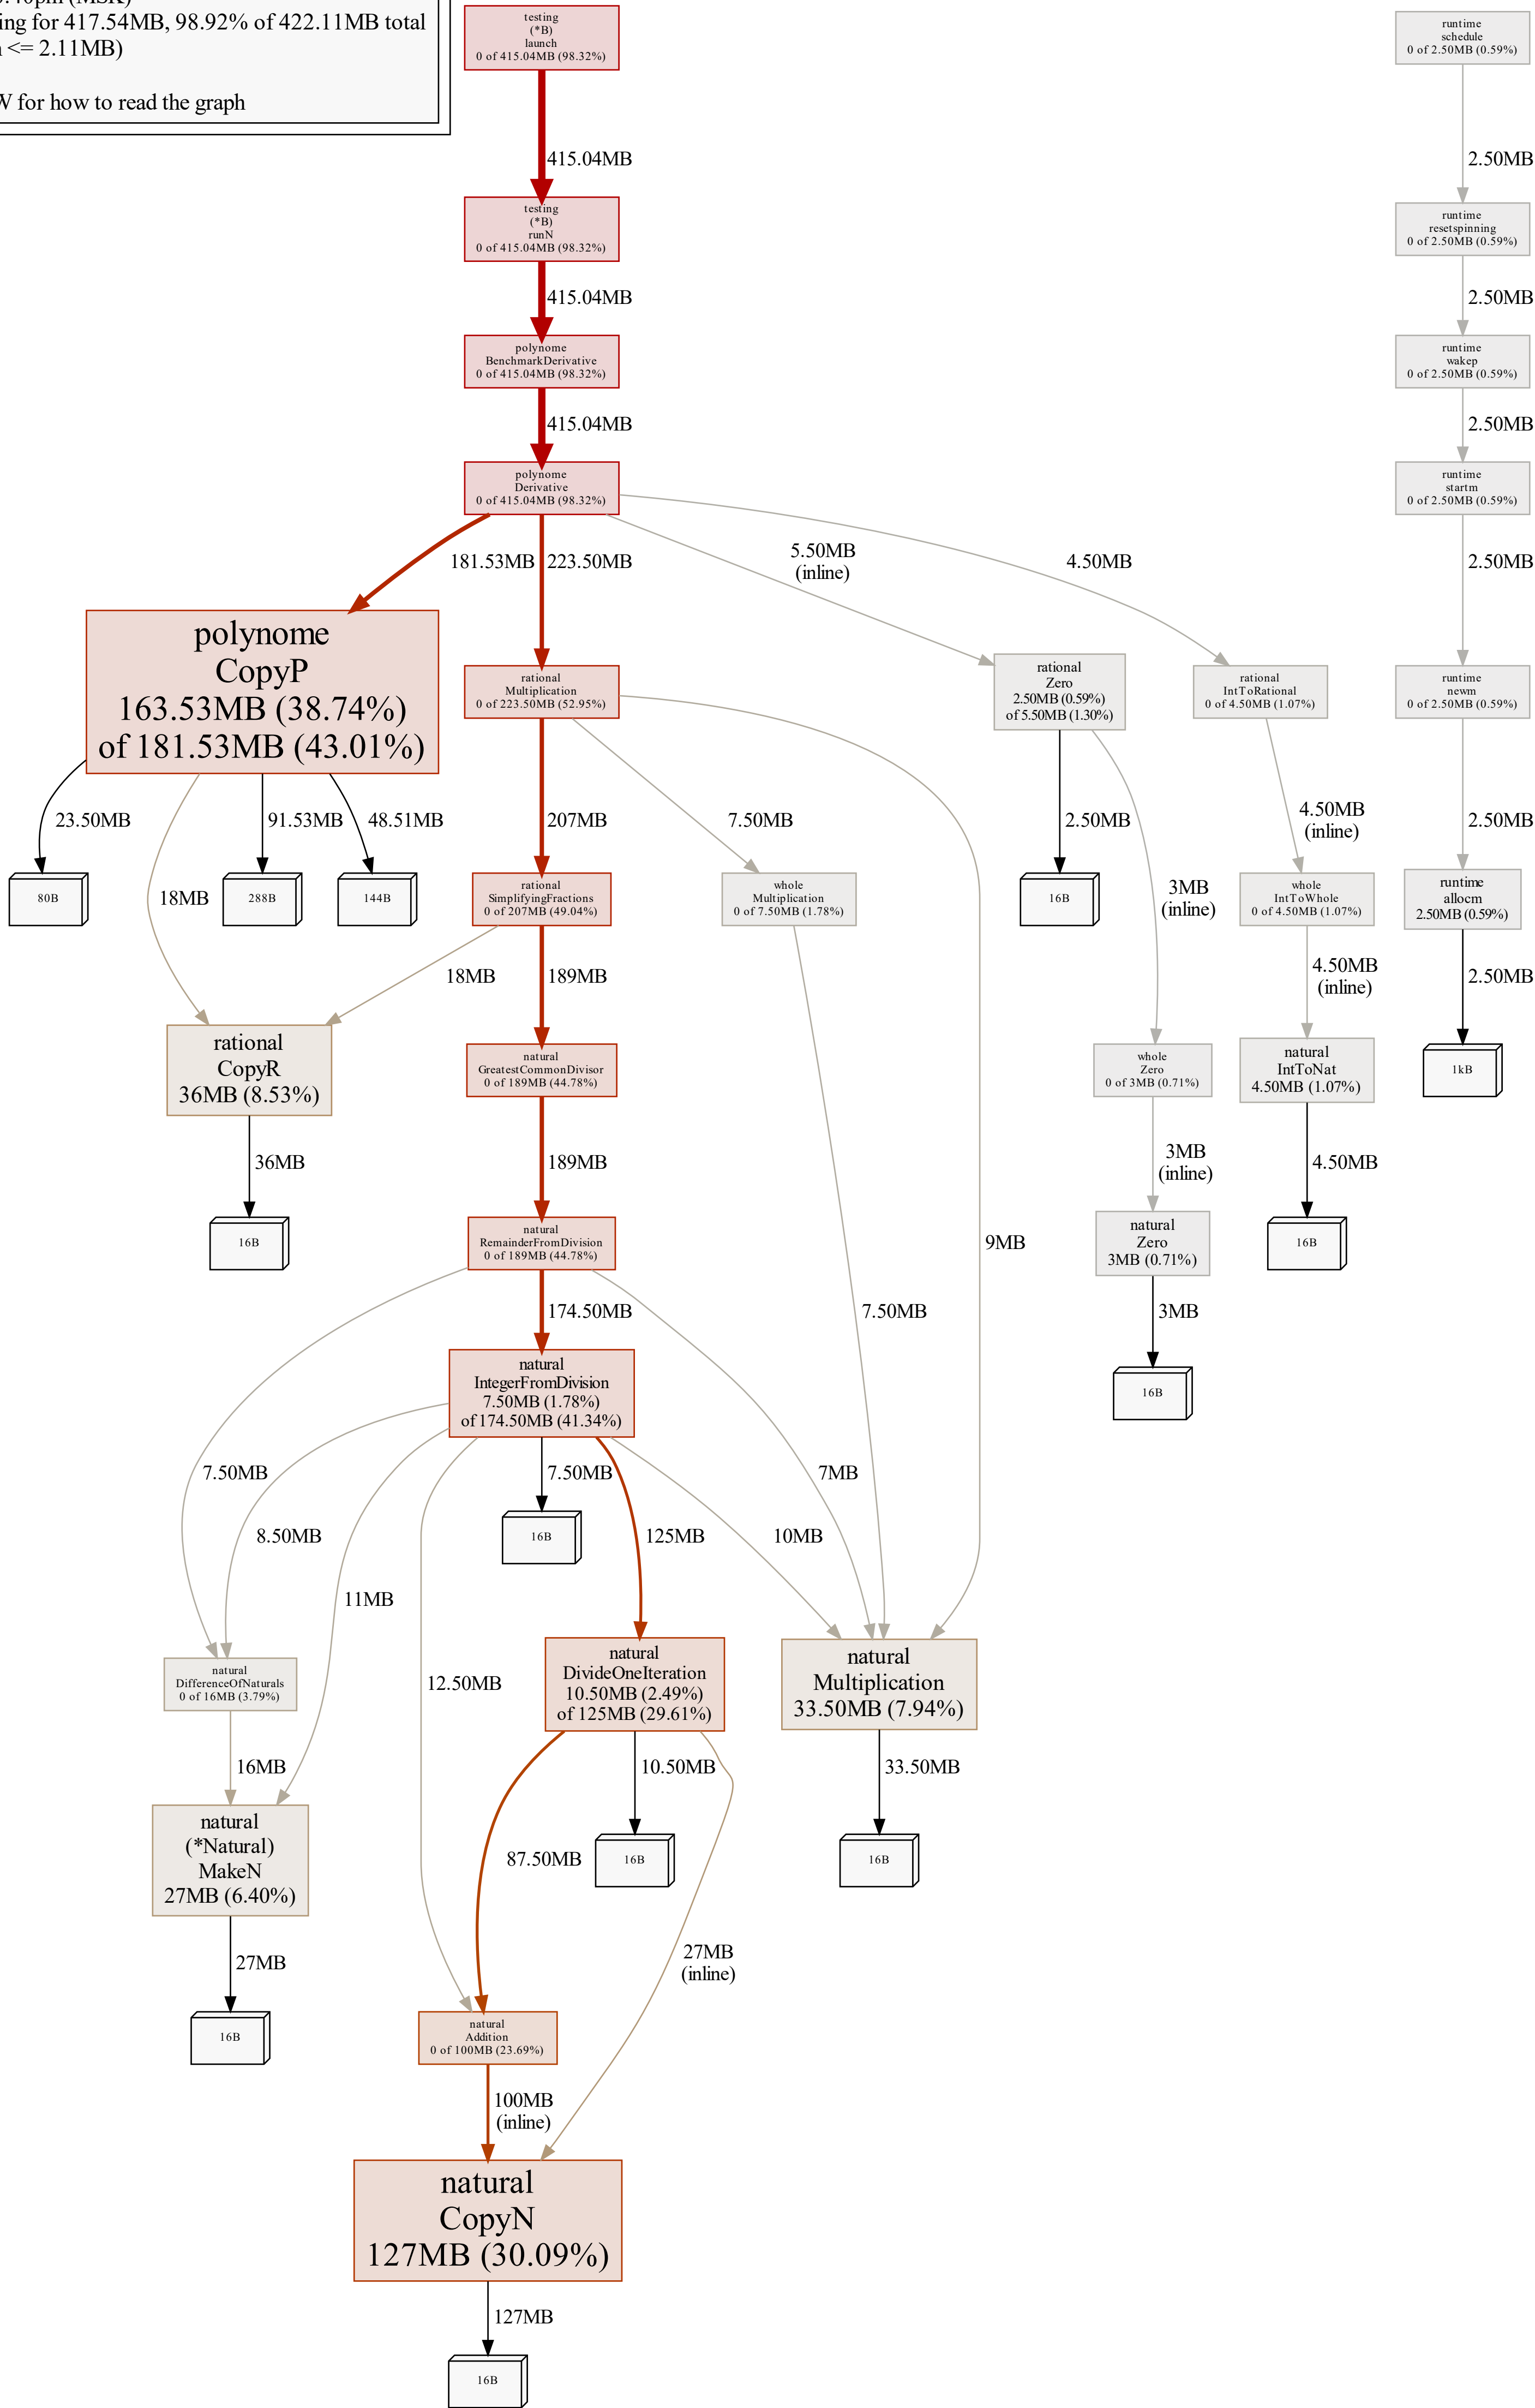 (MSK)
ing for 417.54MB, 98.92% of 422.11MB total
<= 2.11MB)
W for how to read the graph
testing
(*B)
launch
0 of 415.04MB (98.32%)
runtime
schedule
0 of 2.50MB (0.59%)
415.04MB
2.50MB
testing
(*B)
runN
0 of 415.04MB (98.32%)
runtime
resetspinning
0 of 2.50MB (0.59%)
415.04MB
2.50MB
polynome
BenchmarkDerivative
0 of 415.04MB (98.32%)
runtime
wakep
0 of 2.50MB (0.59%)
415.04MB
2.50MB
polynome
Derivative
0 of 415.04MB (98.32%)
runtime
startm
0 of 2.50MB (0.59%)
181.53MB
223.50MB
5.50MB
(inline)
4.50MB
2.50MB
polynome
CopyP
163.53MB (38.74%)
of 181.53MB (43.01%)
rational
Multiplication
0 of 223.50MB (52.95%)
rational
Zero
2.50MB (0.59%)
of 5.50MB (1.30%)
rational
IntToRational
0 of 4.50MB (1.07%)
runtime
newm
0 of 2.50MB (0.59%)
23.50MB
91.53MB
48.51MB
207MB
7.50MB
2.50MB
4.50MB
(inline)
2.50MB
80B
18MB
288B
144B
rational
SimplifyingFractions
0 of 207MB (49.04%)
whole
Multiplication
0 of 7.50MB (1.78%)
16B
3MB
(inline)
whole
IntToWhole
0 of 4.50MB (1.07%)
runtime
allocm
2.50MB (0.59%)
18MB
189MB
4.50MB
(inline)
2.50MB
rational
CopyR
36MB (8.53%)
natural
GreatestCommonDivisor
0 of 189MB (44.78%)
whole
Zero
0 of 3MB (0.71%)
natural
IntToNat
4.50MB (1.07%)
1kB
36MB
189MB
3MB
(inline)
4.50MB
16B
natural
RemainderFromDivision
0 of 189MB (44.78%)
9MB
natural
Zero
3MB (0.71%)
16B
174.50MB
7.50MB
3MB
natural
IntegerFromDivision
7.50MB (1.78%)
of 174.50MB (41.34%)
16B
7.50MB
7.50MB
7MB
8.50MB
16B
125MB
10MB
11MB
natural
DifferenceOfNaturals
0 of 16MB (3.79%)
12.50MB
natural
DivideOneIteration
10.50MB (2.49%)
of 125MB (29.61%)
natural
Multiplication
33.50MB (7.94%)
16MB
10.50MB
33.50MB
natural
(*Natural)
MakeN
27MB (6.40%)
87.50MB
16B
16B
27MB
27MB
(inline)
16B
natural
Addition
0 of 100MB (23.69%)
100MB
(inline)
natural
CopyN
127MB (30.09%)
127MB
16B